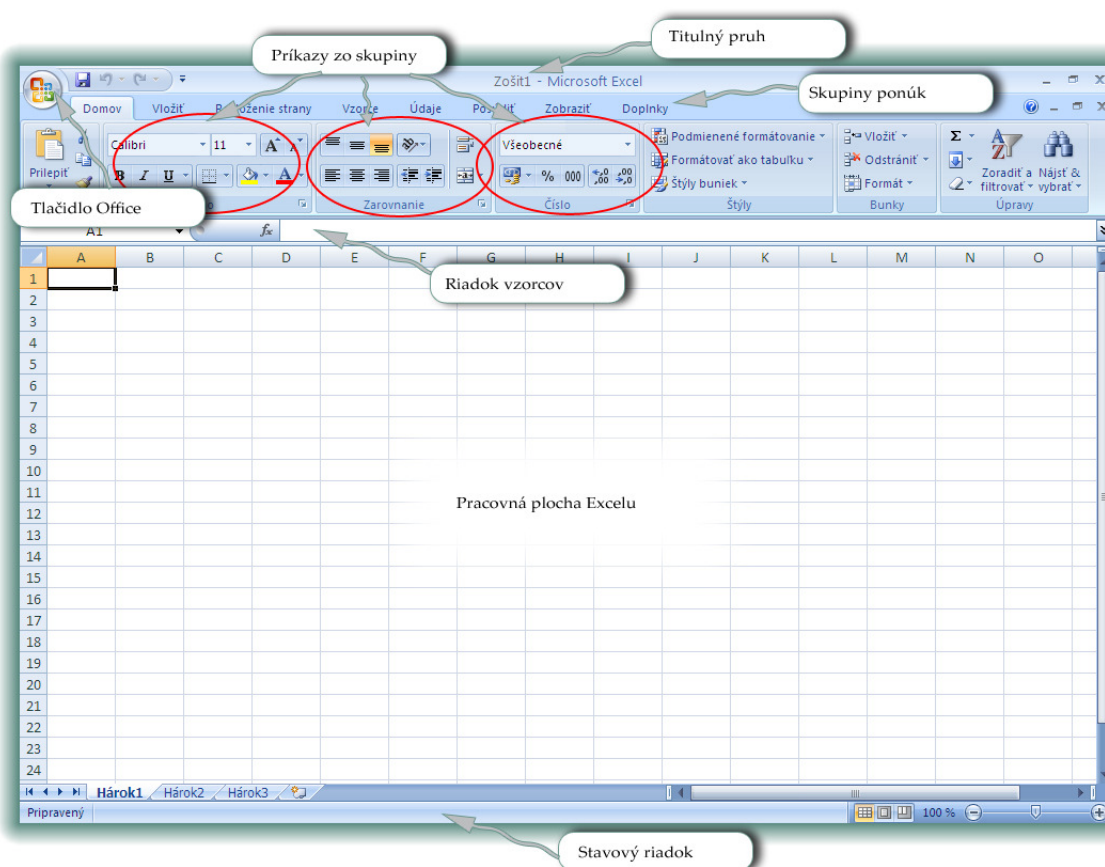 Titulný pruh
Príkazy zo skupiny
Zošit1 - Microsoft Excel
Skupiny ponúk
Domov Vložiť strany Vzorce Údaje Zobraziť Doplnky
Calibri 11 Všeobecné Podmienené formátovanie Vložiť Σ
Formátovať ako tabuľku Odstrániť
Prilepiť B I U A % 000 Štýly buniek Formát Zoradiť a filtrovať Nájsť & vybrať
Tlačidlo Office
Zarovnanie Číslo Štýly Bunky Úpravy
A1 fx
Riadok vzorcov
A B C D E F G H I J K L M N O
1
2
3
4
5
6
7
8
9
10
11
Pracovná plocha Excelu
12
13
14
15
16
17
18
19
20
21
22
23
24
Hárok1 Hárok2 Hárok3
Pripravený 100 %
Stavový riadok